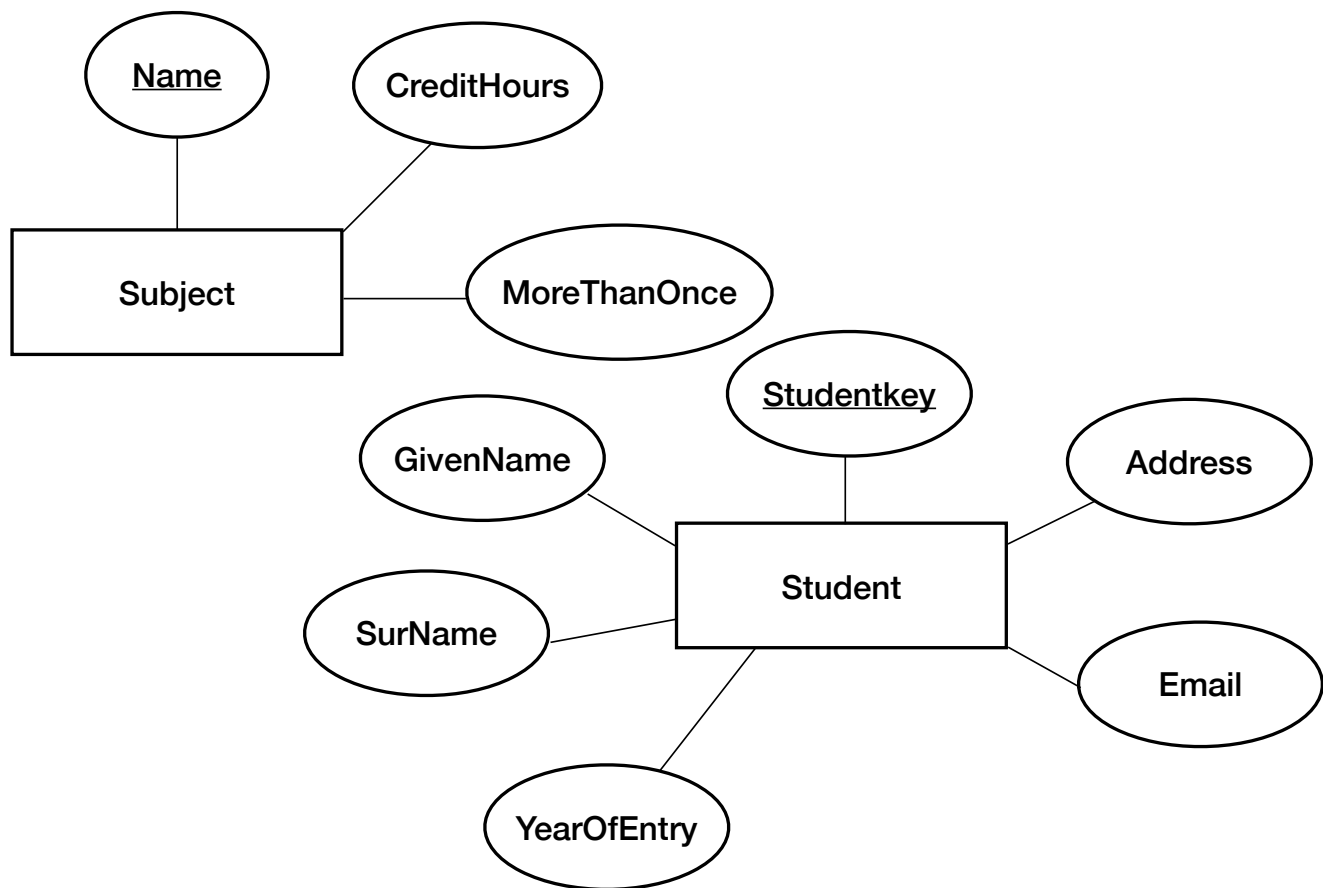 Name
CreditHours
Subject
MoreThanOnce
Studentkey
GivenName
Address
Student
SurName
Email
YearOfEntry